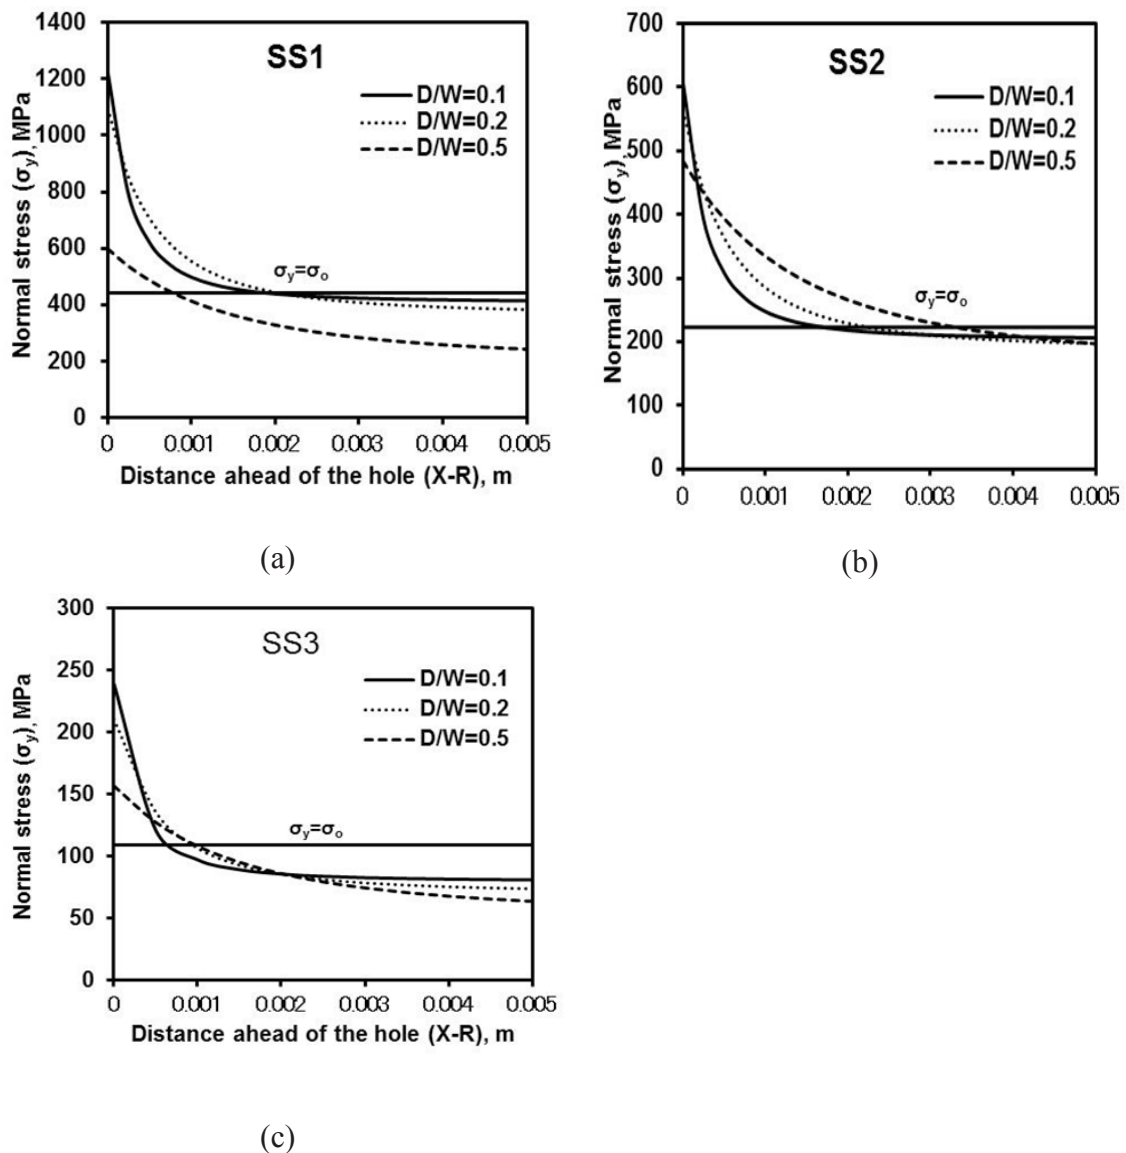 SS1
D/W=0.1
D/W=0.2
D/W=0.5
σy=σo
Normal stress (σy), MPa
1400
1200
1000
800
600
400
200
0
0 0.001 0.002 0.003 0.004 0.005
Distance ahead of the hole (X-R), m
(a)
SS2
D/W=0.1
D/W=0.2
D/W=0.5
σy=σo
Normal stress (σy), MPa
700
600
500
400
300
200
100
0
0 0.001 0.002 0.003 0.004 0.005
(b)
SS3
D/W=0.1
D/W=0.2
D/W=0.5
σy=σo
Normal stress (σy), MPa
300
250
200
150
100
50
0
0 0.001 0.002 0.003 0.004 0.005
Distance ahead of the hole (X-R), m
(c)